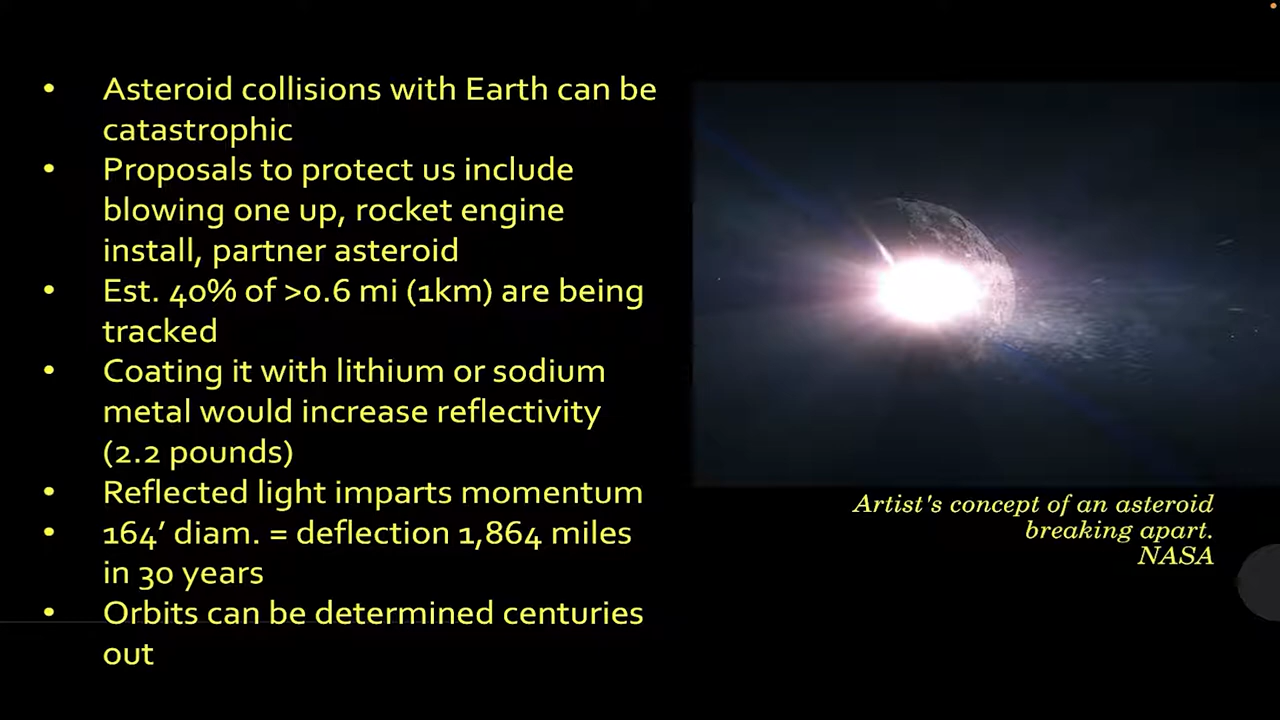 • Asteroid collisions with Earth can be
catastrophic
• Proposals to protect us include
blowing one up, rocket engine
install, partner asteroid
• Est. 40% of >0.6 mi (1km) are being
tracked
• Coating it with lithium or sodium
metal would increase reflectivity
(2.2 pounds)
• Reflected light imparts momentum
• 164’ diam. = deflection 1,864 miles
in 30 years
• Orbits can be determined centuries
out
Artist's concept of an asteroid
breaking apart.
NASA